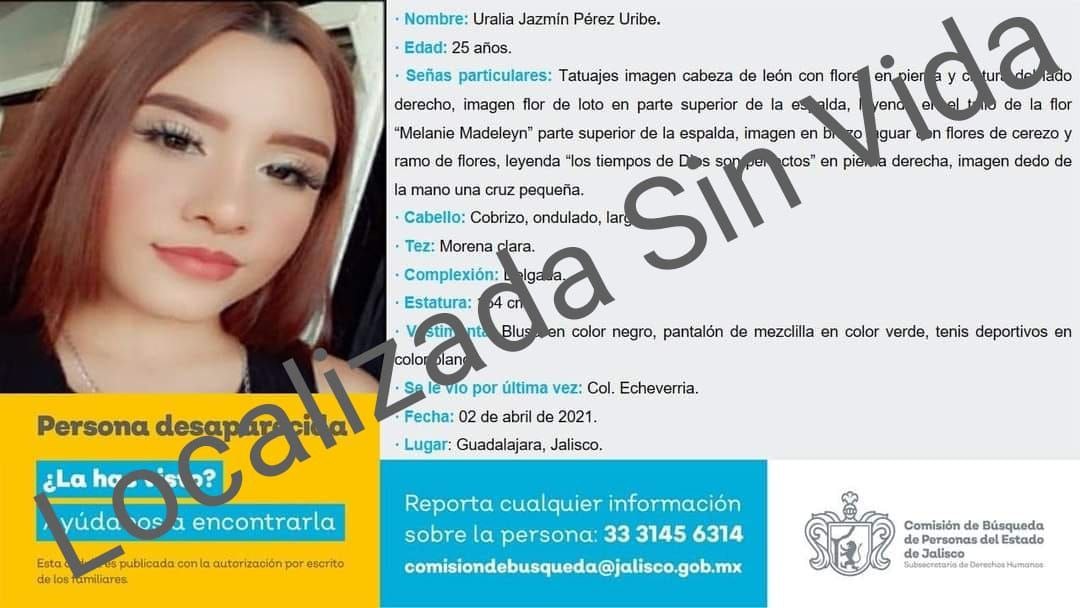 · Nombre: Uralia Jazmín Pérez Uribe.
· Edad: 25 años.
· Señas particulares: Tatuajes imagen cabeza de león con flores en pierna y cintura del lado
derecho, imagen flor de loto en parte superior de la espalda, leyenda en el tallo de la flor
“Melanie Madeleyn” parte superior de la espalda, imagen en brazo jaguar con flores de cerezo y
ramo de flores, leyenda “los tiempos de Dios son perfectos” en pierna derecha, imagen dedo de
la mano una cruz pequeña.
· Cabello: Cobrizo, ondulado, largo
· Tez: Morena clara.
· Complexión: Delgada.
· Estatura: 164 cm
· Vestimenta: Blusa en color negro, pantalón de mezclilla en color verde, tenis deportivos en
color blanco
· Se le vio por última vez: Col. Echeverria.
· Fecha: 02 de abril de 2021.
· Lugar: Guadalajara, Jalisco.
Localizada Sin Vida
Persona desaparecida
¿La has visto?
Ayúdanos a encontrarla
Esta cédula es publicada con la autorización por escrito
de los familiares.
Reporta cualquier información
sobre la persona: 33 3145 6314
comisiondebusqueda@jalisco.gob.mx
Comisión de Búsqueda
de Personas del Estado
de Jalisco
Subsecretaría de Derechos Humanos